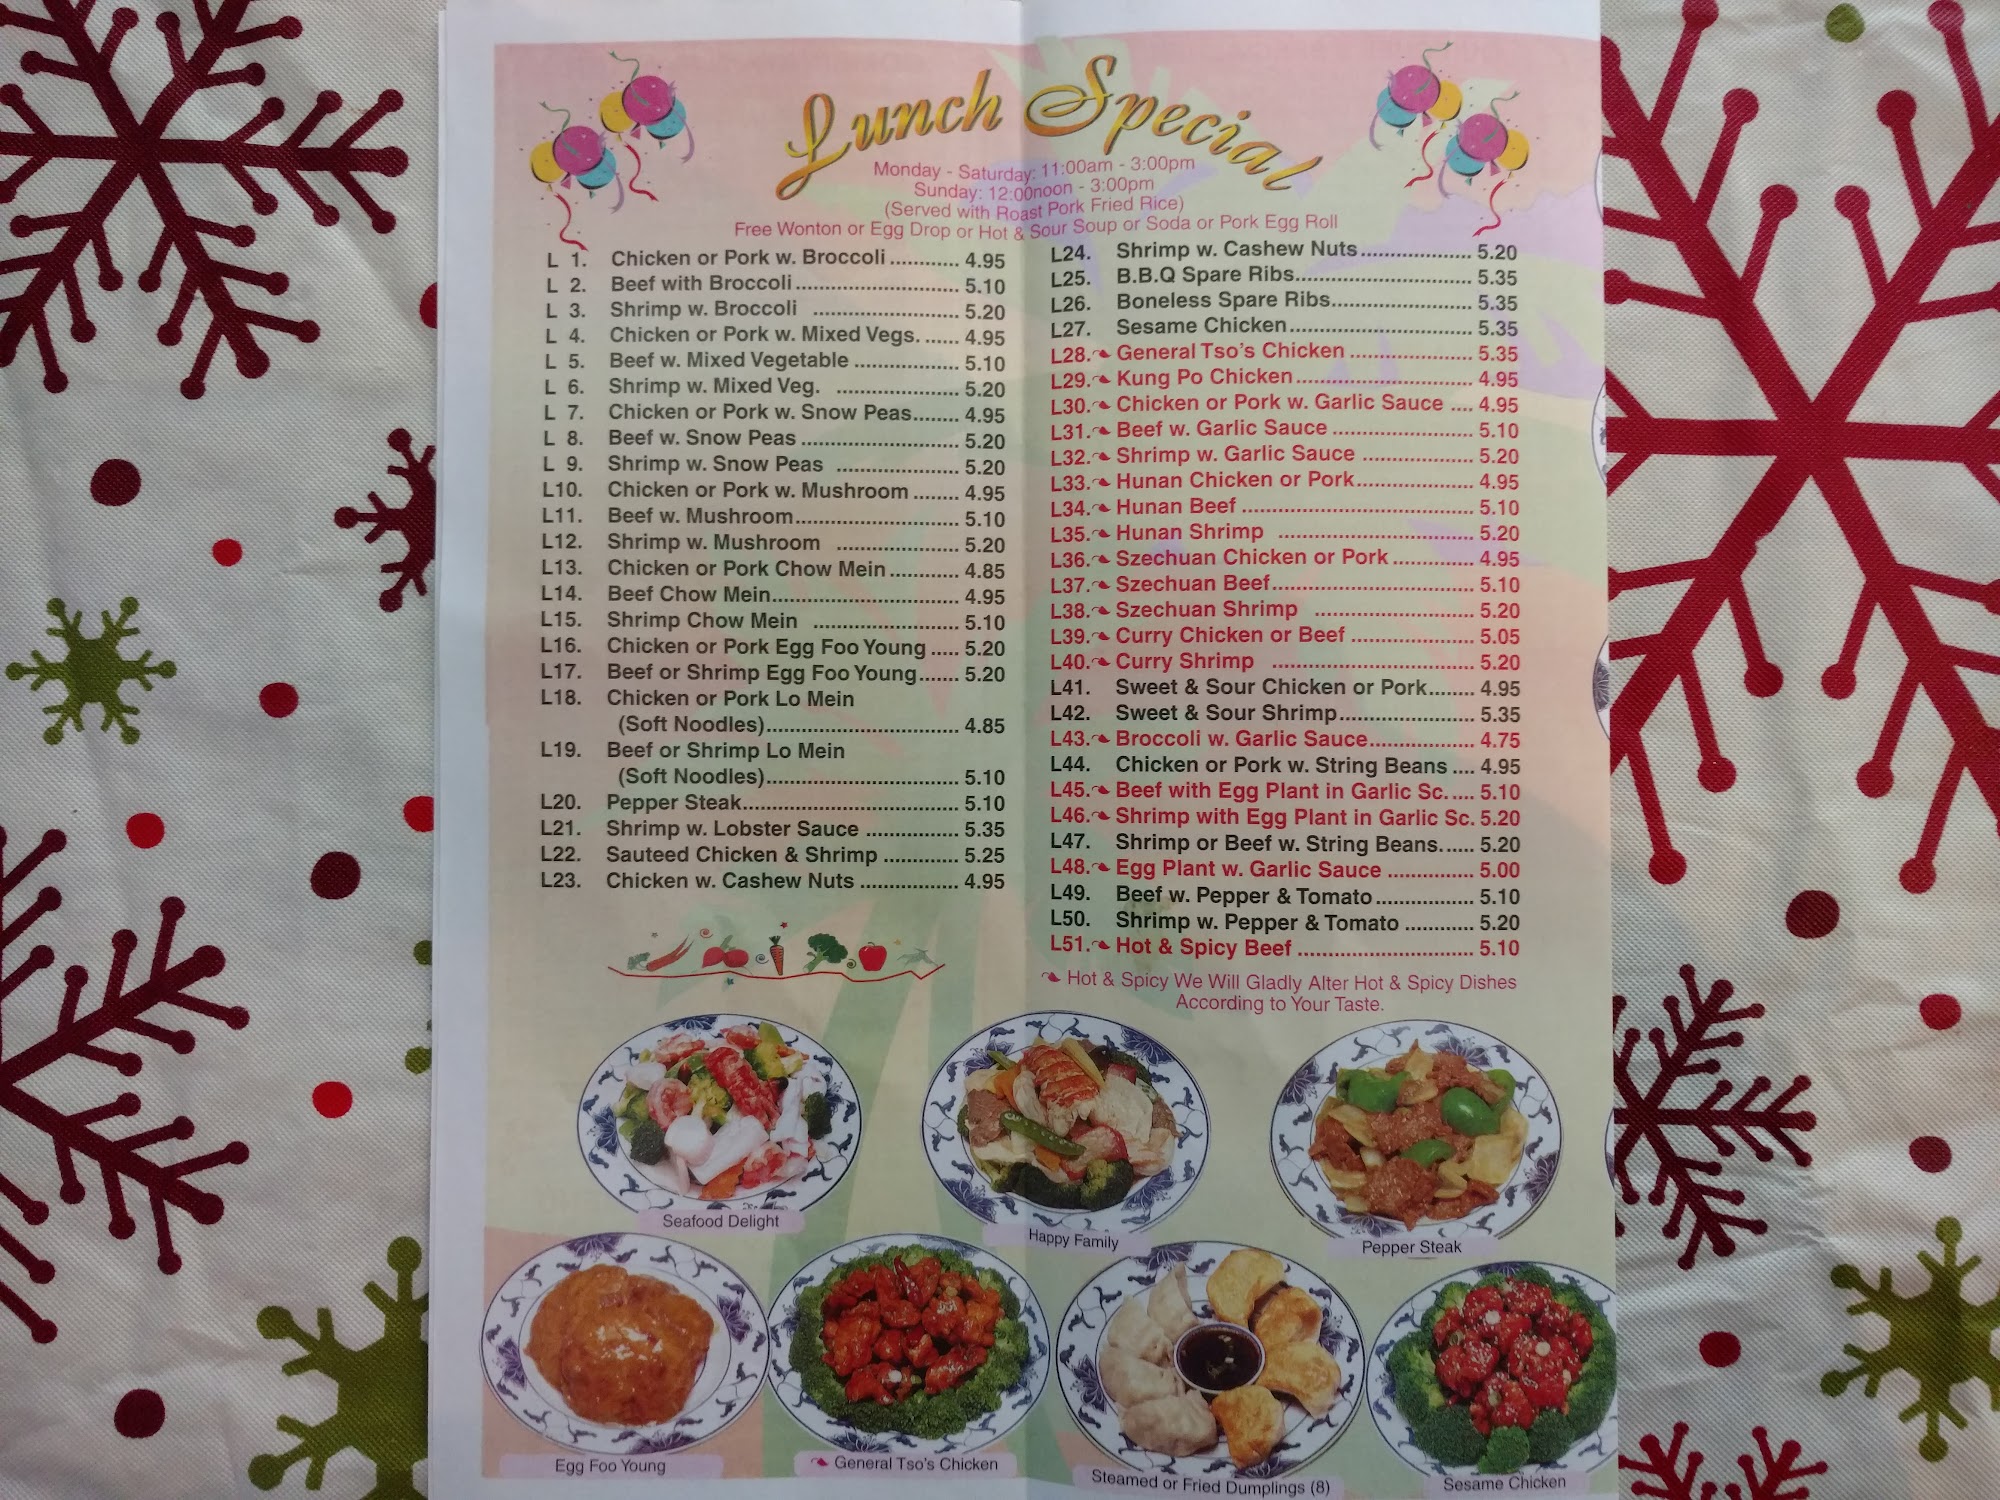 Lunch Special
Monday - Saturday: 11:00am - 3:00pm
Sunday: 12:00noon - 3:00pm
(Served with Roast Pork Fried Rice)
Free Wonton or Egg Drop or Hot & Sour Soup or Soda or Pork Egg Roll
L 1. Chicken or Pork w. Broccoli ............ 4.95
L 2. Beef with Broccoli ............................ 5.10
L 3. Shrimp w. Broccoli ......................... 5.20
L 4. Chicken or Pork w. Mixed Vegs. ...... 4.95
L 5. Beef w. Mixed Vegetable .................. 5.10
L 6. Shrimp w. Mixed Veg. ..................... 5.20
L 7. Chicken or Pork w. Snow Peas....... 4.95
L 8. Beef w. Snow Peas ........................... 5.20
L 9. Shrimp w. Snow Peas ..................... 5.20
L10. Chicken or Pork w. Mushroom ........ 4.95
L11. Beef w. Mushroom............................ 5.10
L12. Shrimp w. Mushroom ..................... 5.20
L13. Chicken or Pork Chow Mein ............ 4.85
L14. Beef Chow Mein................................ 4.95
L15. Shrimp Chow Mein ......................... 5.10
L16. Chicken or Pork Egg Foo Young ..... 5.20
L17. Beef or Shrimp Egg Foo Young....... 5.20
L18. Chicken or Pork Lo Mein
(Soft Noodles)................................. 4.85
L19. Beef or Shrimp Lo Mein
(Soft Noodles)................................. 5.10
L20. Pepper Steak..................................... 5.10
L21. Shrimp w. Lobster Sauce ................ 5.35
L22. Sauteed Chicken & Shrimp ............. 5.25
L23. Chicken w. Cashew Nuts ................. 4.95
L24. Shrimp w. Cashew Nuts ................... 5.20
L25. B.B.Q Spare Ribs.............................. 5.35
L26. Boneless Spare Ribs........................ 5.35
L27. Sesame Chicken ............................... 5.35
L28. General Tso's Chicken ..................... 5.35
L29. Kung Po Chicken .............................. 4.95
L30. Chicken or Pork w. Garlic Sauce .... 4.95
L31. Beef w. Garlic Sauce ........................ 5.10
L32. Shrimp w. Garlic Sauce ................... 5.20
L33. Hunan Chicken or Pork.................... 4.95
L34. Hunan Beef ....................................... 5.10
L35. Hunan Shrimp ................................. 5.20
L36. Szechuan Chicken or Pork .............. 4.95
L37. Szechuan Beef.................................. 5.10
L38. Szechuan Shrimp ........................... 5.20
L39. Curry Chicken or Beef ..................... 5.05
L40. Curry Shrimp .................................. 5.20
L41. Sweet & Sour Chicken or Pork........ 4.95
L42. Sweet & Sour Shrimp....................... 5.35
L43. Broccoli w. Garlic Sauce.................. 4.75
L44. Chicken or Pork w. String Beans .... 4.95
L45. Beef with Egg Plant in Garlic Sc. .... 5.10
L46. Shrimp with Egg Plant in Garlic Sc. 5.20
L47. Shrimp or Beef w. String Beans...... 5.20
L48. Egg Plant w. Garlic Sauce ............... 5.00
L49. Beef w. Pepper & Tomato ................. 5.10
L50. Shrimp w. Pepper & Tomato ............ 5.20
L51. Hot & Spicy Beef .............................. 5.10
Hot & Spicy We Will Gladly Alter Hot & Spicy Dishes
According to Your Taste.
Seafood Delight
Happy Family
Pepper Steak
Egg Foo Young
General Tso's Chicken
Steamed or Fried Dumplings (8)
Sesame Chicken